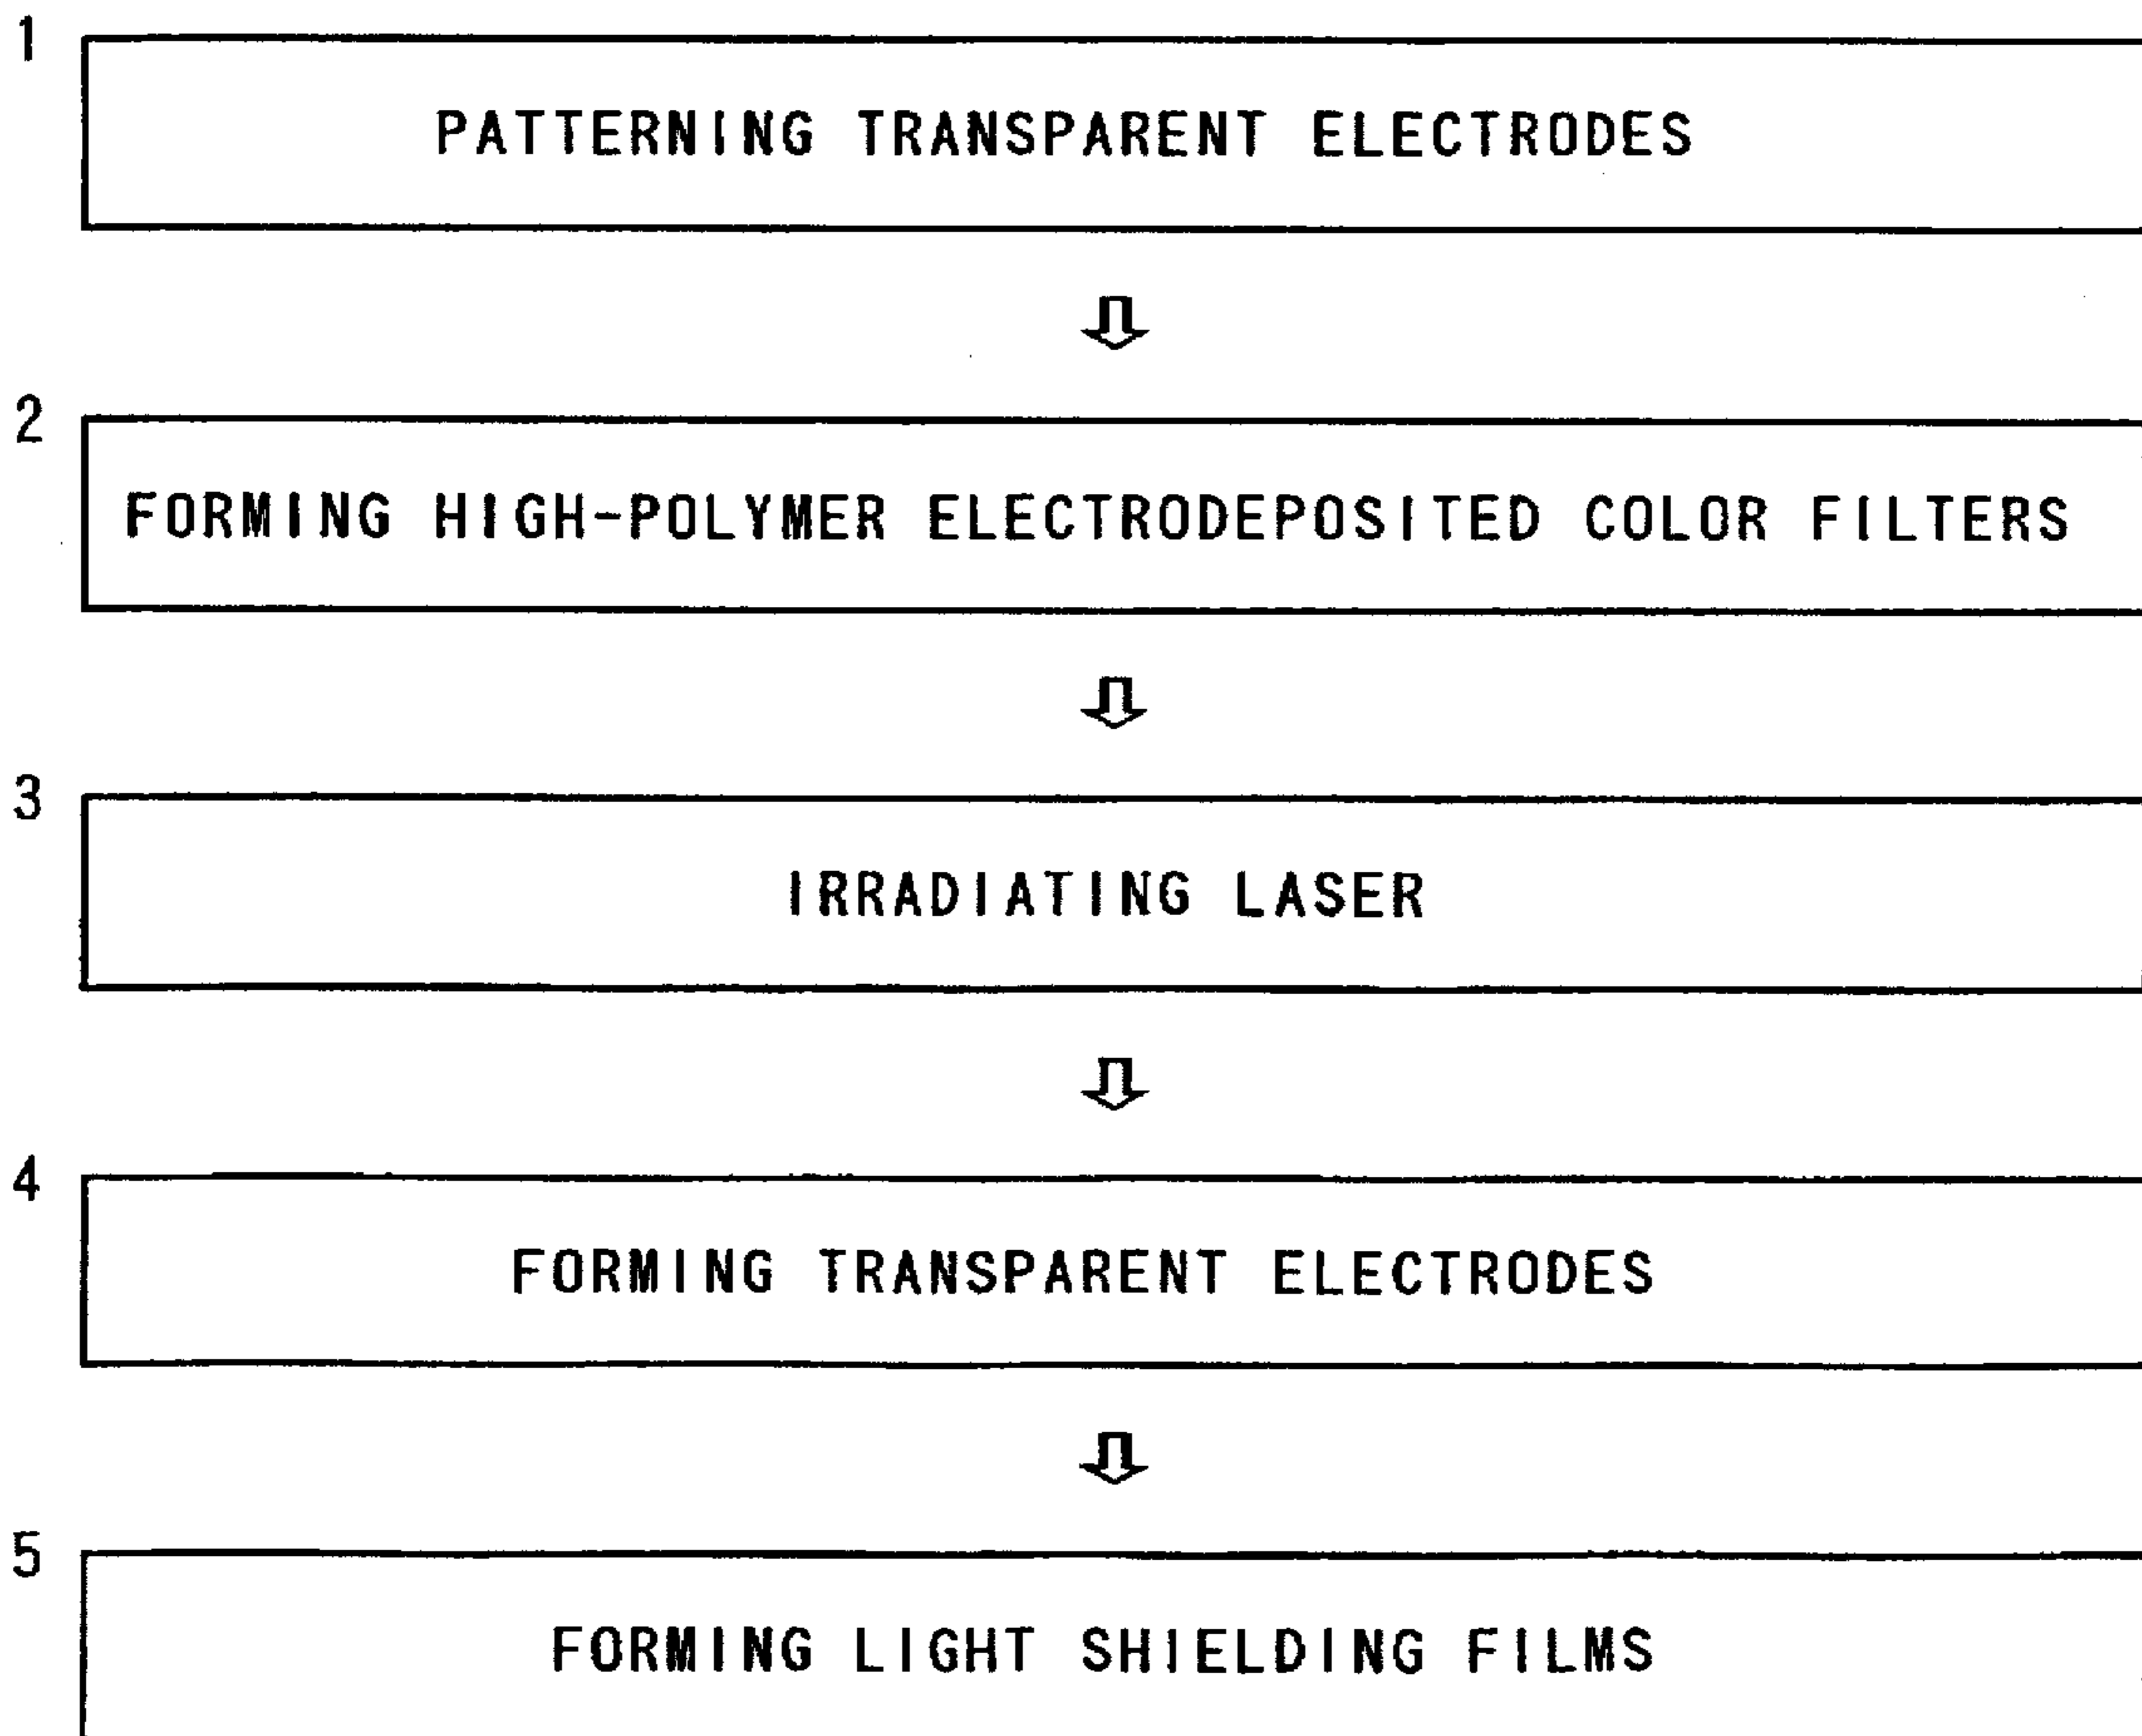 1
PATTERNING TRANSPARENT ELECTRODES
2
FORMING HIGH-POLYMER ELECTRODEPOSITED COLOR FILTERS
3
IRRADIATING LASER
4
FORMING TRANSPARENT ELECTRODES
5
FORMING LIGHT SHIELDING FILMS